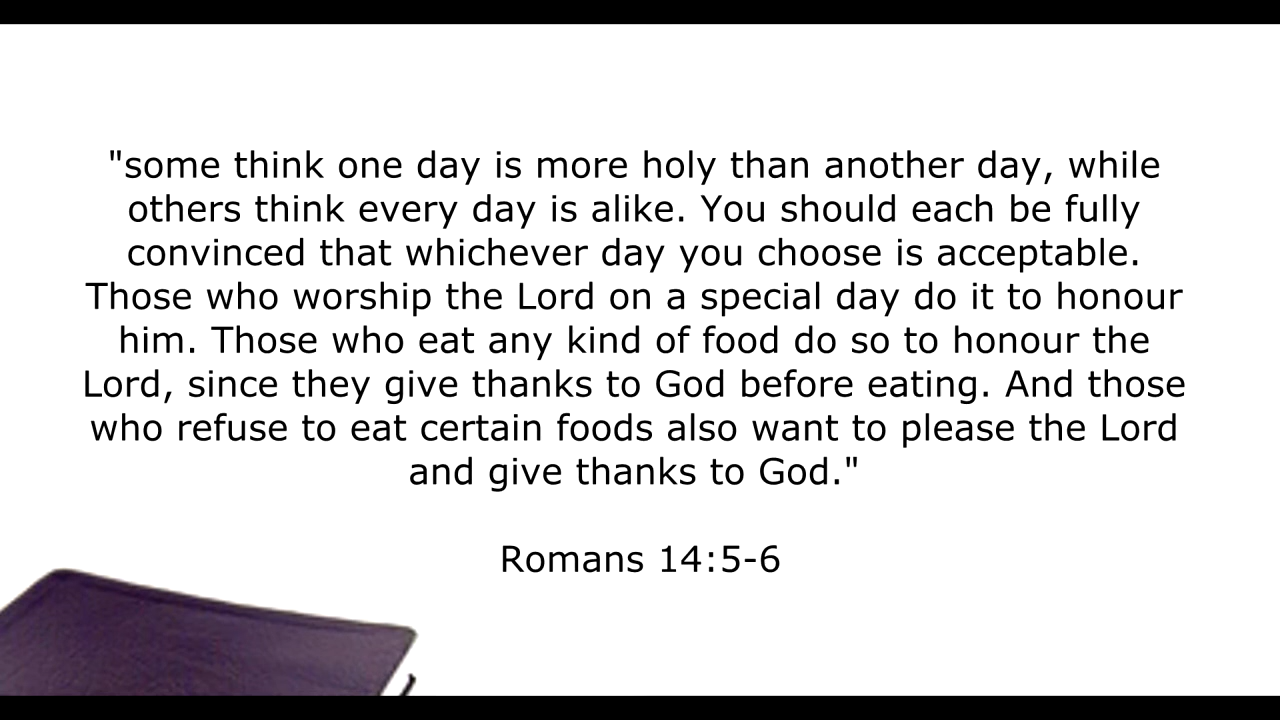 "some think one day is more holy than another day, while
others think every day is alike. You should each be fully
convinced that whichever day you choose is acceptable.
Those who worship the Lord on a special day do it to honour
him. Those who eat any kind of food do so to honour the
Lord, since they give thanks to God before eating. And those
who refuse to eat certain foods also want to please the Lord
and give thanks to God."
Romans 14:5-6